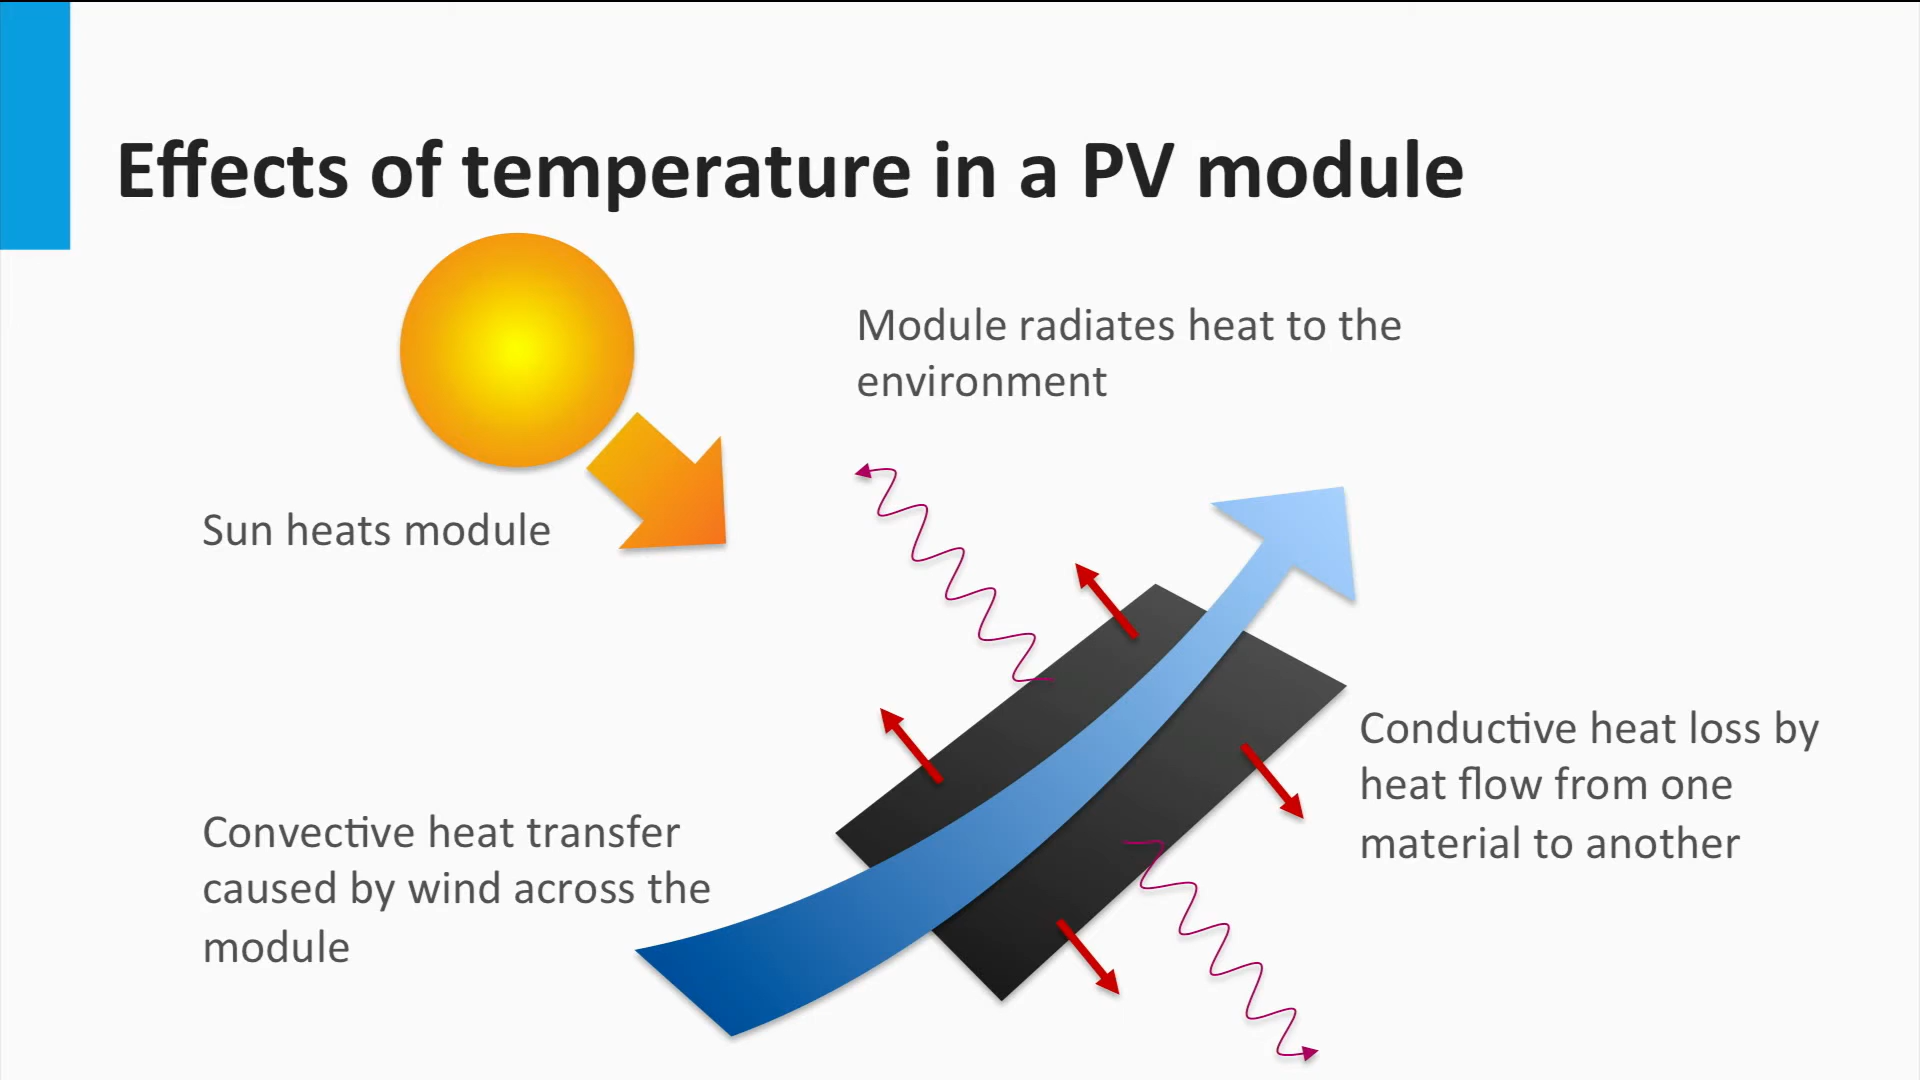 Effects of temperature in a PV module
Module radiates heat to the
environment
Sun heats module
Conductive heat loss by
heat flow from one
material to another
Convective heat transfer
caused by wind across the
module